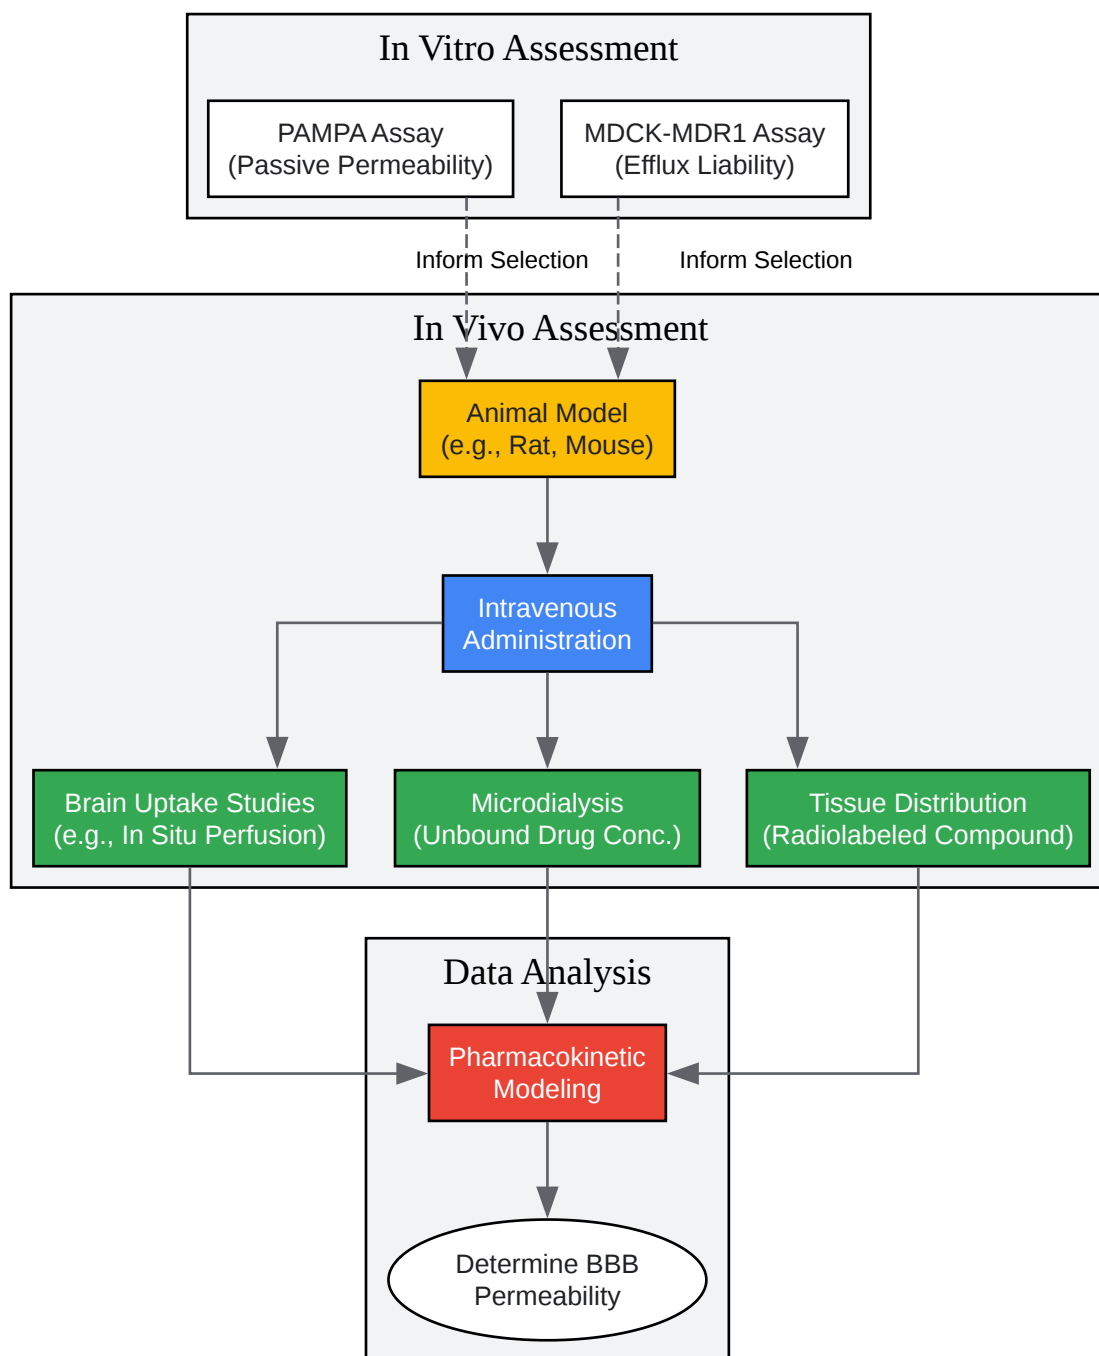 In Vitro Assessment
PAMPA Assay
(Passive Permeability)
MDCK-MDR1 Assay
(Efflux Liability)
Inform Selection
Inform Selection
In Vivo Assessment
Animal Model
(e.g., Rat, Mouse)
Intravenous
Administration
Brain Uptake Studies
(e.g., In Situ Perfusion)
Microdialysis
(Unbound Drug Conc.)
Tissue Distribution
(Radiolabeled Compound)
Data Analysis
Pharmacokinetic
Modeling
Determine BBB
Permeability